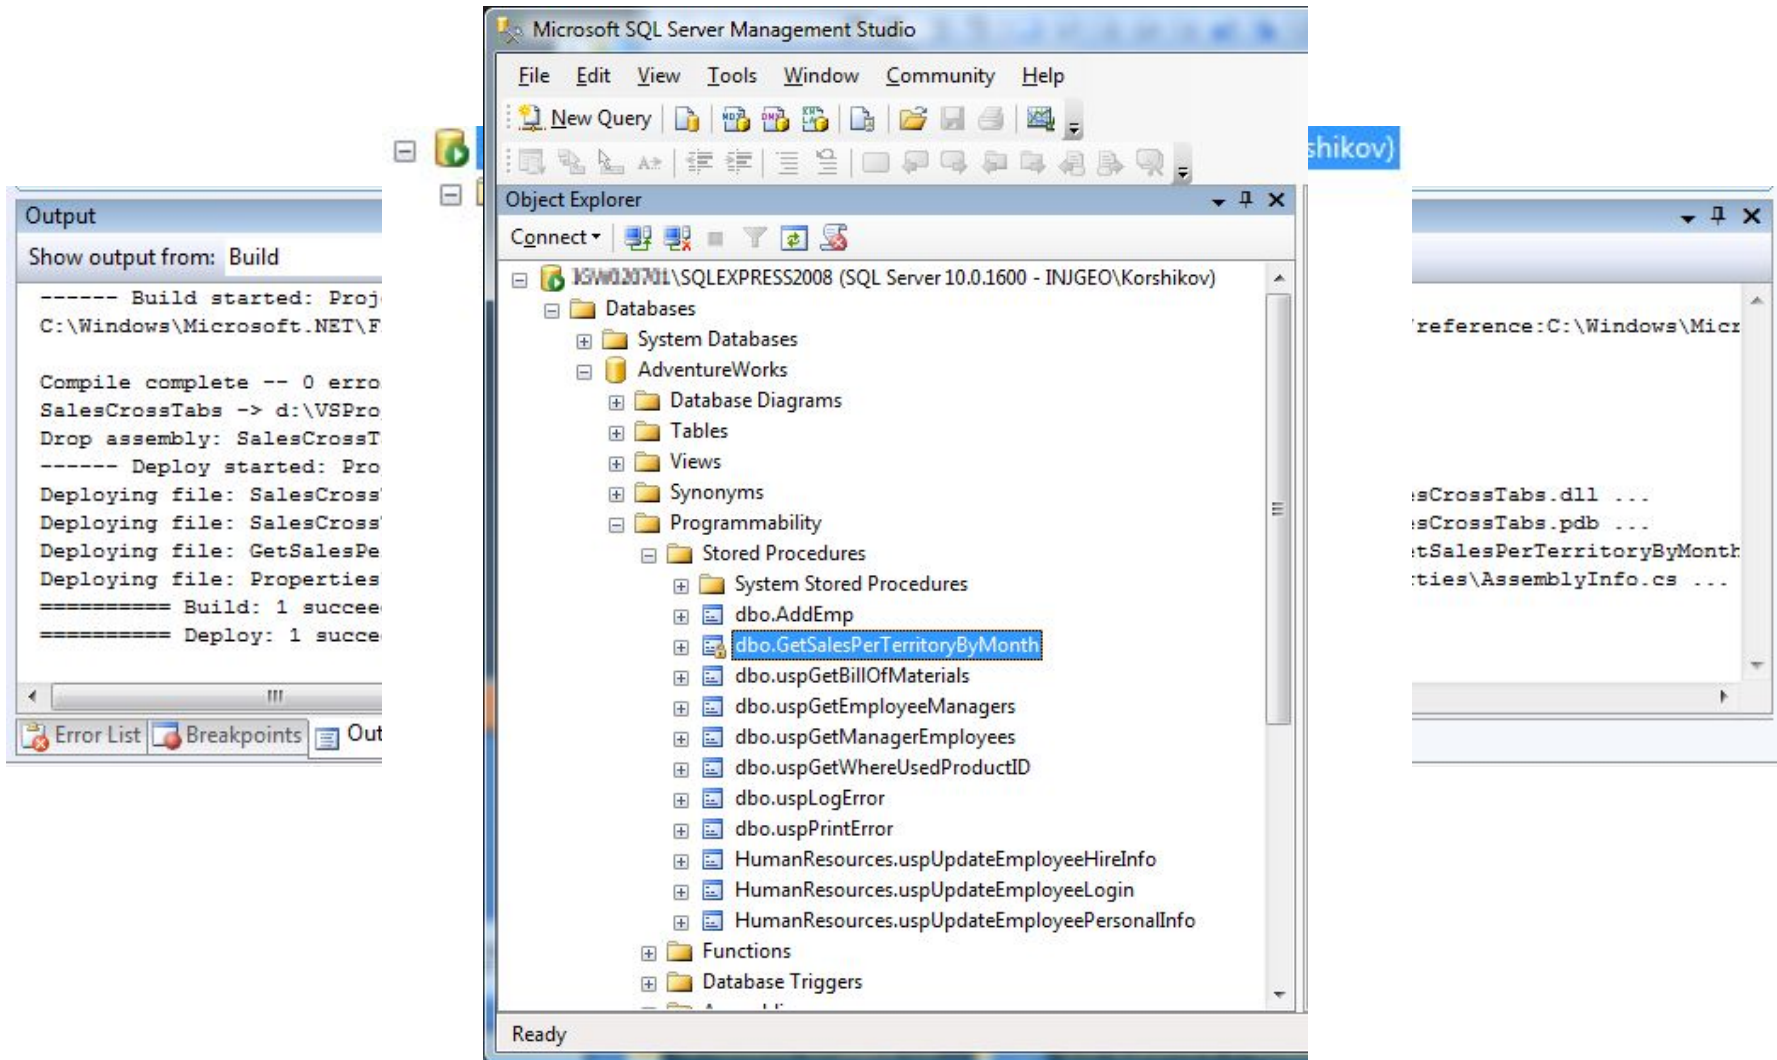 Microsoft SQL Server Management Studio
File Edit View Tools Window Community Help
New Query
shikov)
Object Explorer
Connect
\SQLEXPRESS2008 (SQL Server 10.0.1600 - INJGEO\Korshikov)
Databases
System Databases
AdventureWorks
Database Diagrams
Tables
Views
Synonyms
Programmability
Stored Procedures
System Stored Procedures
dbo.AddEmp
dbo.GetSalesPerTerritoryByMonth
dbo.uspGetBillOfMaterials
dbo.uspGetEmployeeManagers
dbo.uspGetManagerEmployees
dbo.uspGetWhereUsedProductID
dbo.uspLogError
dbo.uspPrintError
HumanResources.uspUpdateEmployeeHireInfo
HumanResources.uspUpdateEmployeeLogin
HumanResources.uspUpdateEmployeePersonalInfo
Functions
Database Triggers
Ready
Output
Show output from: Build
------ Build started: Proj
C:\Windows\Microsoft.NET\F
Compile complete -- 0 erro
SalesCrossTabs -> d:\VSPro
Drop assembly: SalesCrossT
------ Deploy started: Pro
Deploying file: SalesCross
Deploying file: SalesCross
Deploying file: GetSalesPe
Deploying file: Properties
========== Build: 1 succee
========== Deploy: 1 succe
Error List Breakpoints Out
reference:C:\Windows\Micr
sCrossTabs.dll ...
sCrossTabs.pdb ...
tSalesPerTerritoryByMonth
ties\AssemblyInfo.cs ...